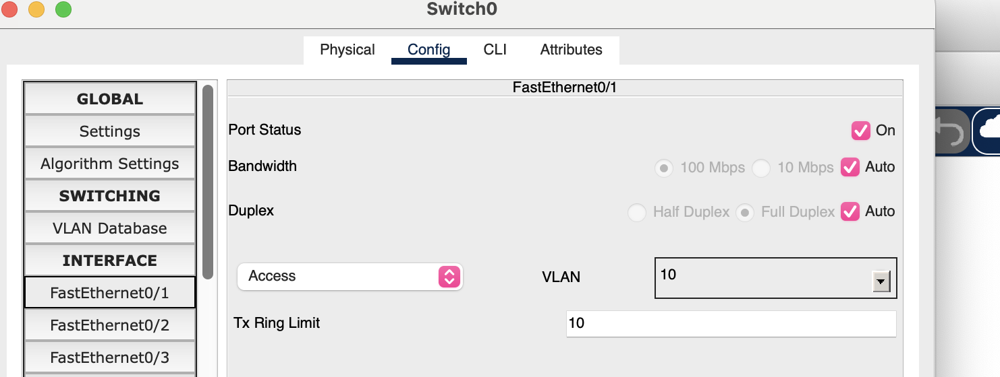 Switch0
Physical Config CLI Attributes
GLOBAL
Settings
Algorithm Settings
SWITCHING
VLAN Database
INTERFACE
FastEthernet0/1
FastEthernet0/2
FastEthernet0/3
FastEthernet0/1
Port Status On
Bandwidth 100 Mbps 10 Mbps Auto
Duplex Half Duplex Full Duplex Auto
Access VLAN 10
Tx Ring Limit 10